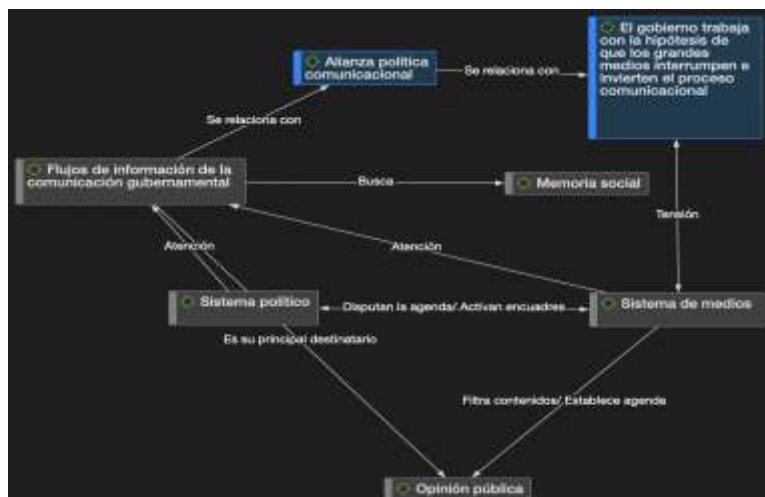 El gobierno trabaja
con la hipótesis de
que los grandes
medios interrumpen e
invierten el proceso
comunicacional
Alianza política
comunicacional
Se relaciona con
Se relaciona con
Flujos de información de la
comunicación gubernamental
Busca
Memoria social
Tensión
Atención
Atención
Sistema político
Disputan la agenda/ Activan encuadres
Sistema de medios
Es su principal destinatario
Filtra contenidos/ Establece agenda
Opinión pública